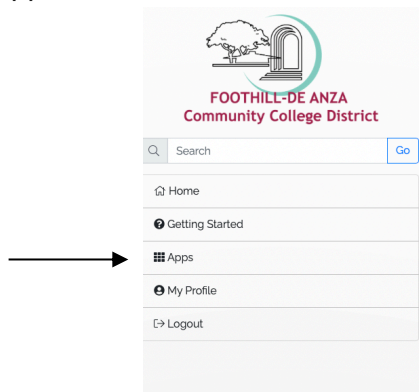 FOOTHILL-DE ANZA
Community College District
Search
Go
Home
Getting Started
Apps
My Profile
Logout